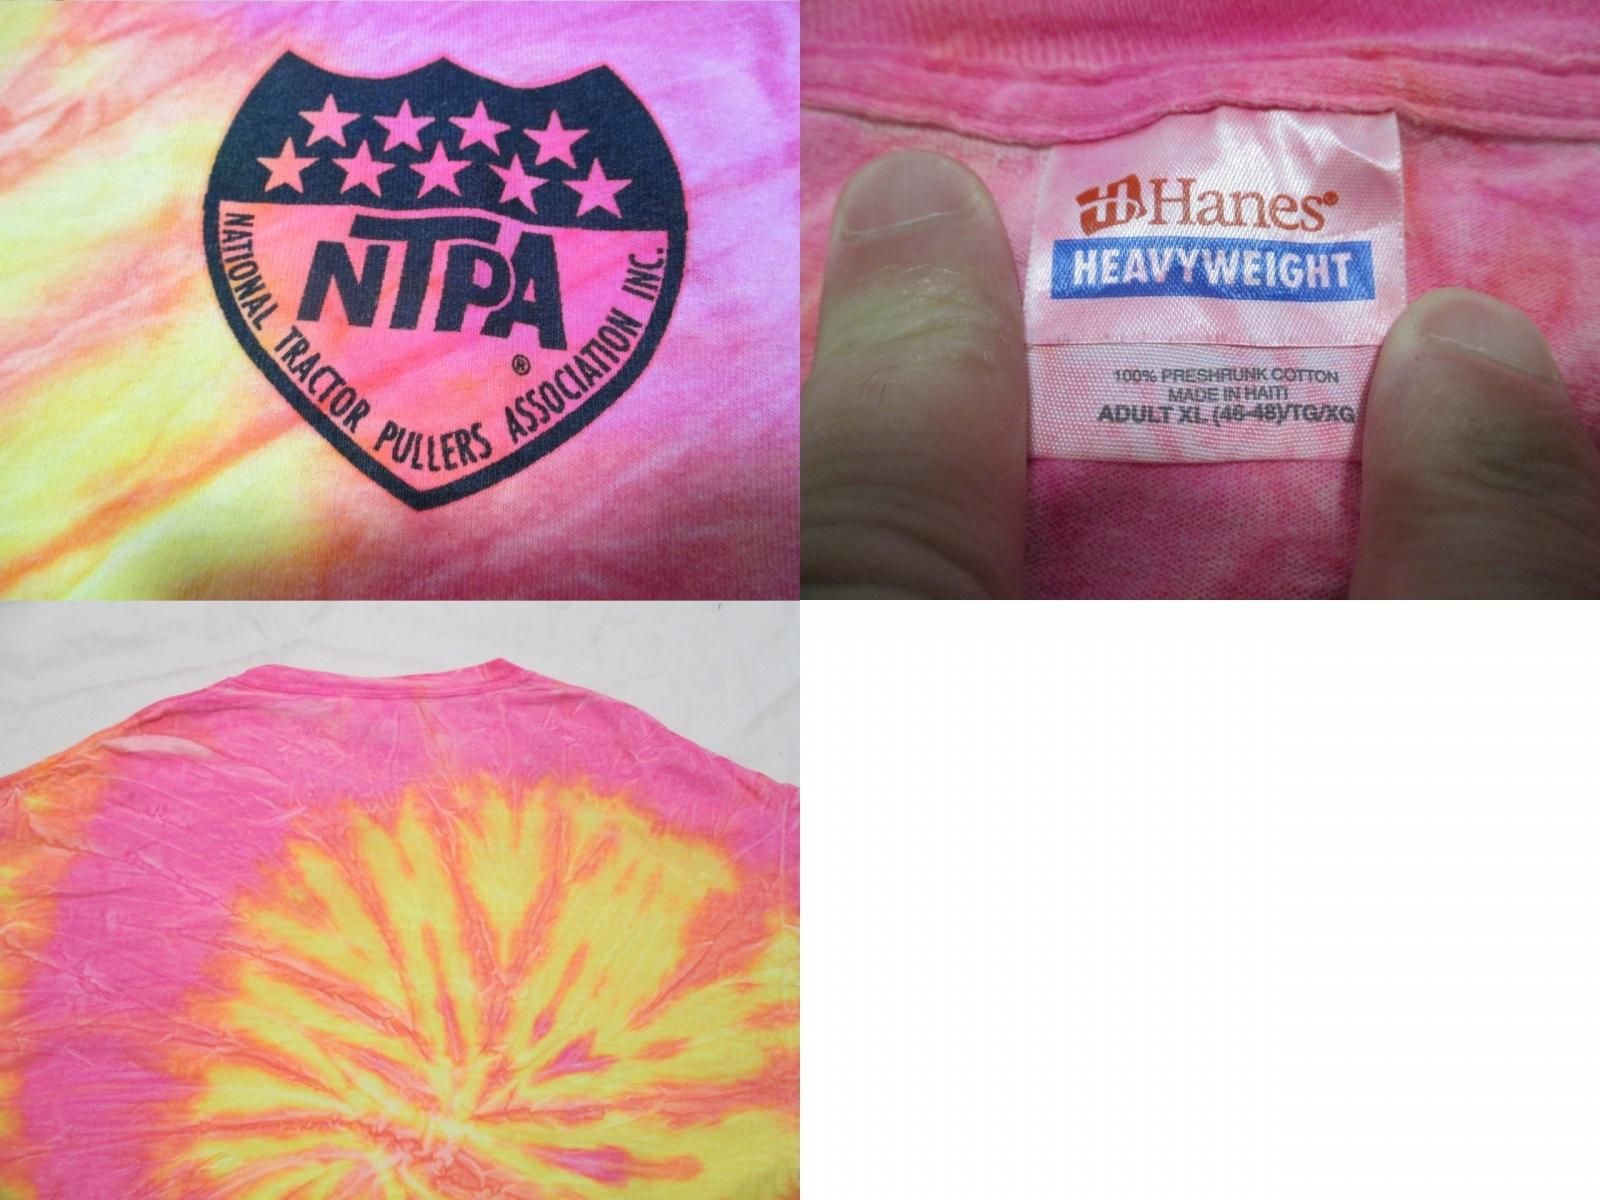 NTPA
®
NATIONAL TRACTOR PULLERS ASSOCIATION INC.
Hanes®
HEAVYWEIGHT
100% PRESHRUNK COTTON
MADE IN HAITI
ADULT XL (46-48)/TG/XG